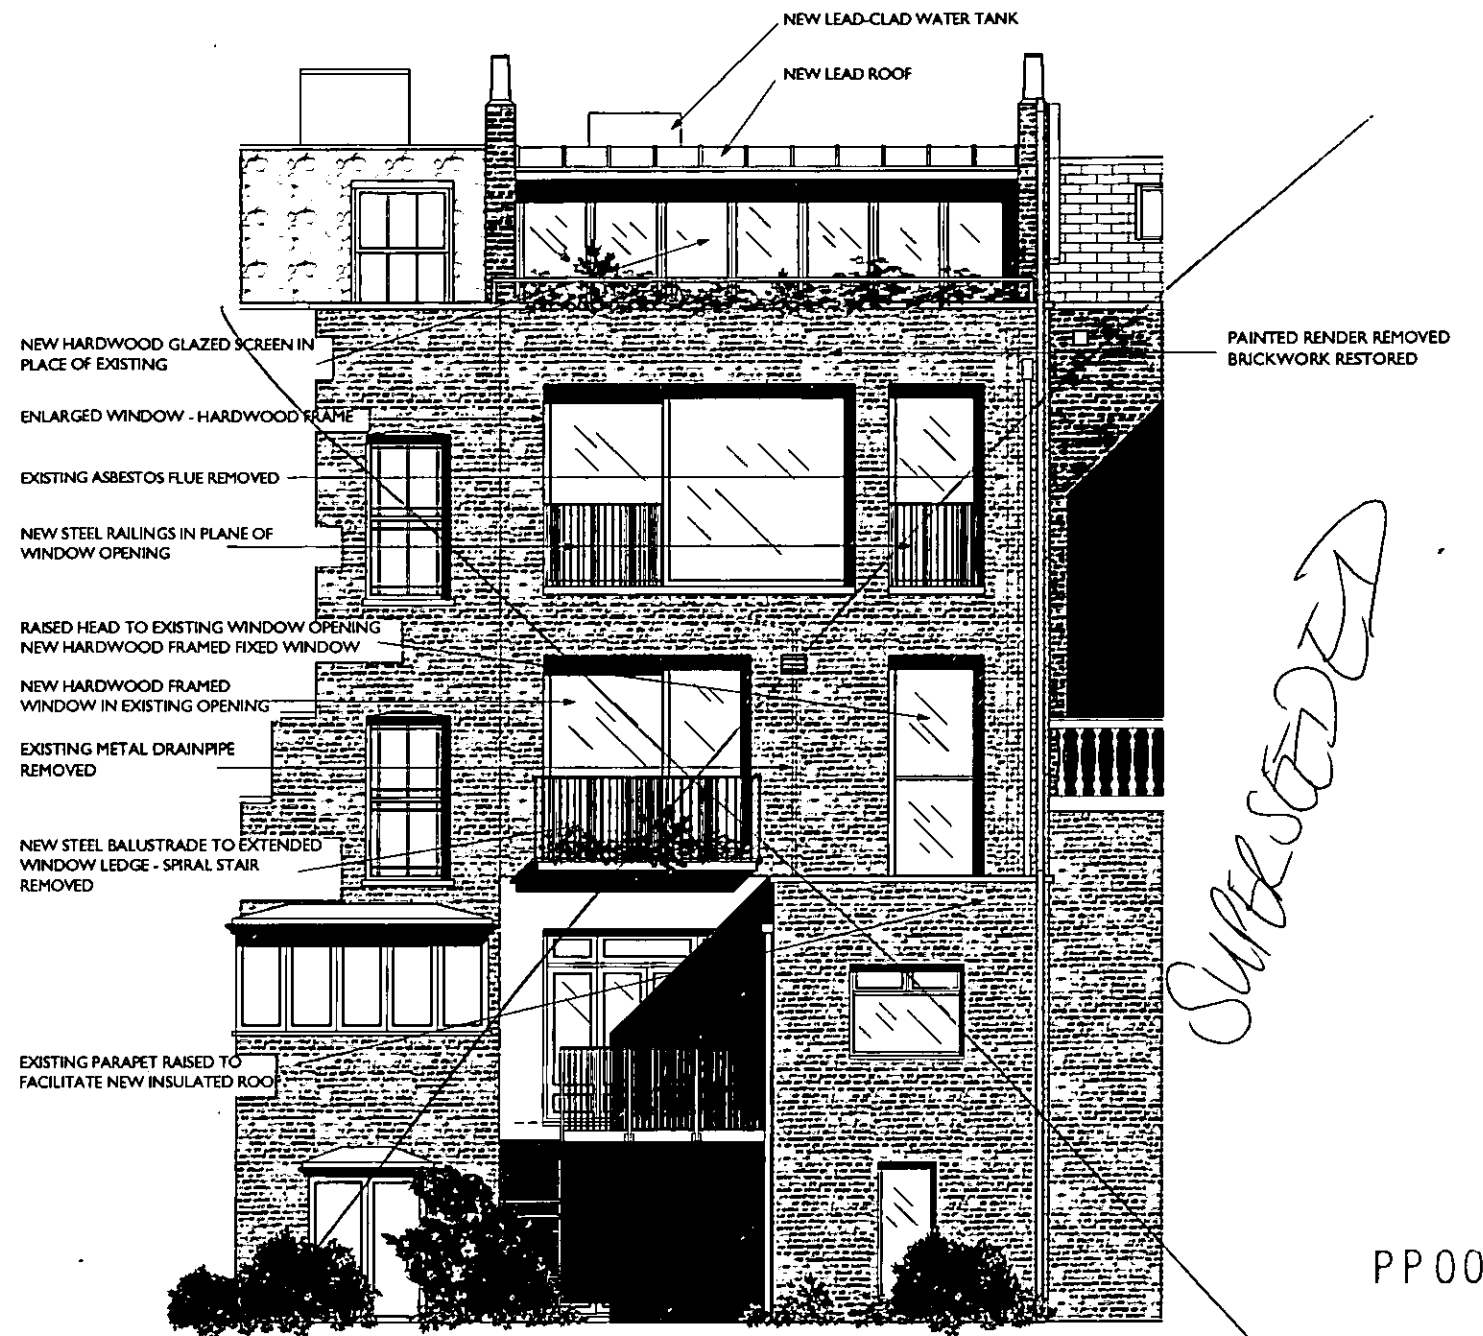 NEW LEAD-CLAD WATER TANK
NEW LEAD ROOF
NEW HARDWOOD GLAZED SCREEN IN
PLACE OF EXISTING
PAINTED RENDER REMOVED
BRICKWORK RESTORED
ENLARGED WINDOW - HARDWOOD FRAME
EXISTING ASBESTOS FLUE REMOVED
NEW STEEL RAILINGS IN PLANE OF
WINDOW OPENING
RAISED HEAD TO EXISTING WINDOW OPENING
NEW HARDWOOD FRAMED FIXED WINDOW
NEW HARDWOOD FRAMED
WINDOW IN EXISTING OPENING
EXISTING METAL DRAINPIPE
REMOVED
NEW STEEL BALUSTRADE TO EXTENDED
WINDOW LEDGE - SPIRAL STAIR
REMOVED
EXISTING PARAPET RAISED TO
FACILITATE NEW INSULATED ROOF
SUPERSEDED
PP00